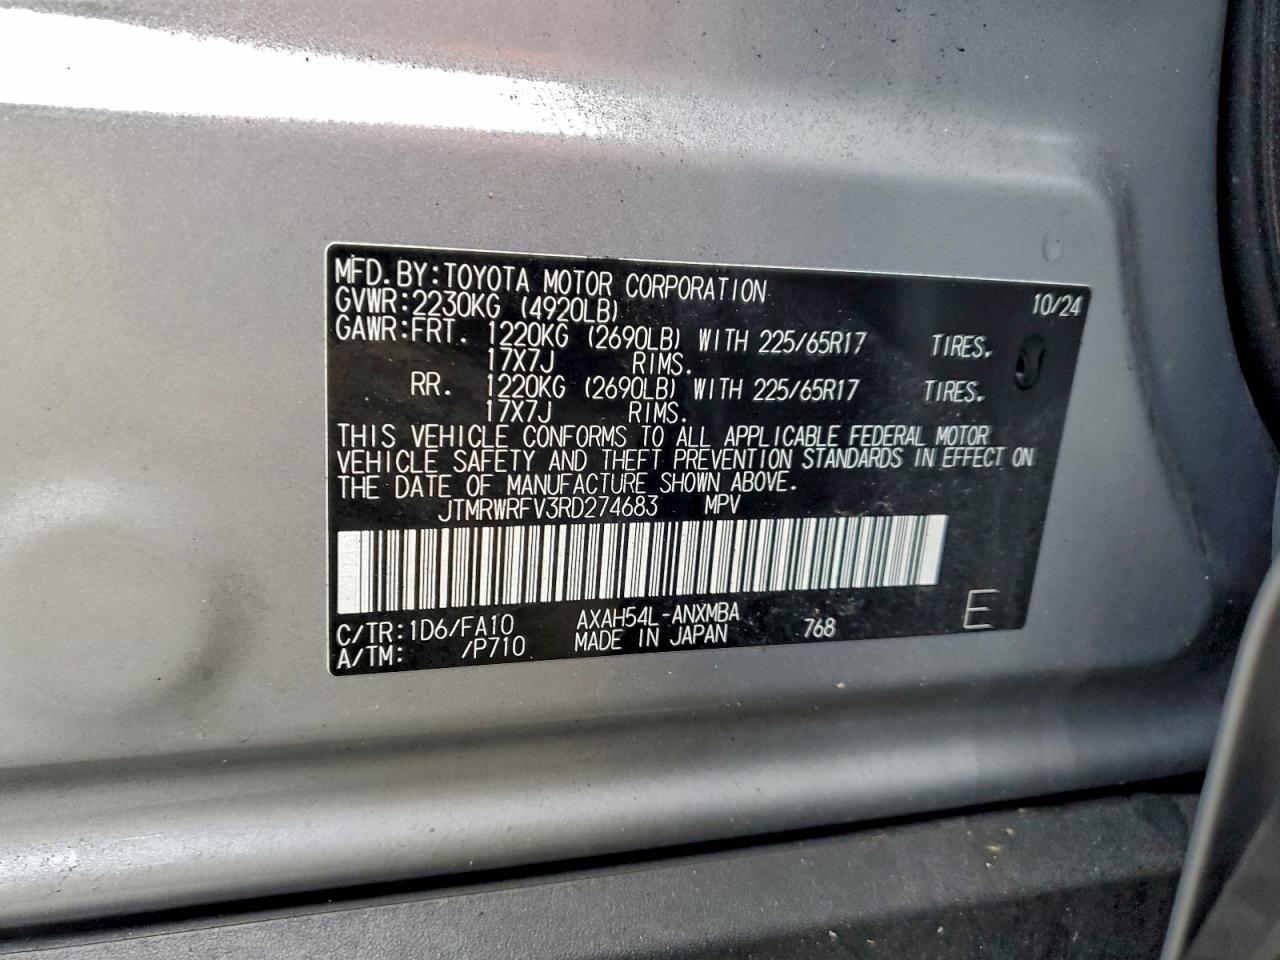 MFD.BY:TOYOTA MOTOR CORPORATION 10/24
GVWR:2230KG (4920LB)
GAWR:FRT. 1220KG (2690LB) WITH 225/65R17 TIRES.
17X7J RIMS.
RR. 1220KG (2690LB) WITH 225/65R17 TIRES.
17X7J RIMS.
THIS VEHICLE CONFORMS TO ALL APPLICABLE FEDERAL MOTOR
VEHICLE SAFETY AND THEFT PREVENTION STANDARDS IN EFFECT ON
THE DATE OF MANUFACTURE SHOWN ABOVE.
JTMRWRFV3RD274683 MPV
C/TR:1D6/FA10 AXAH54L-ANXMBA 768 E
A/TM: /P710 MADE IN JAPAN